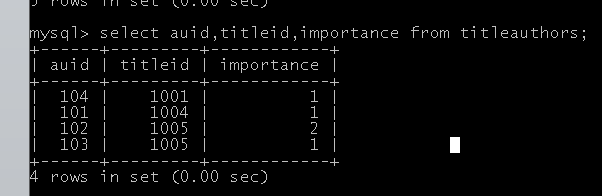 5 rows in set (0.00 sec)
mysql> select auid,titleid,importance from titleauthors;
+------+---------+------------+
| auid | titleid | importance |
+------+---------+------------+
| 104 | 1001 | 1 |
| 101 | 1004 | 1 |
| 102 | 1005 | 2 |
| 103 | 1005 | 1 |
+------+---------+------------+
4 rows in set (0.00 sec)